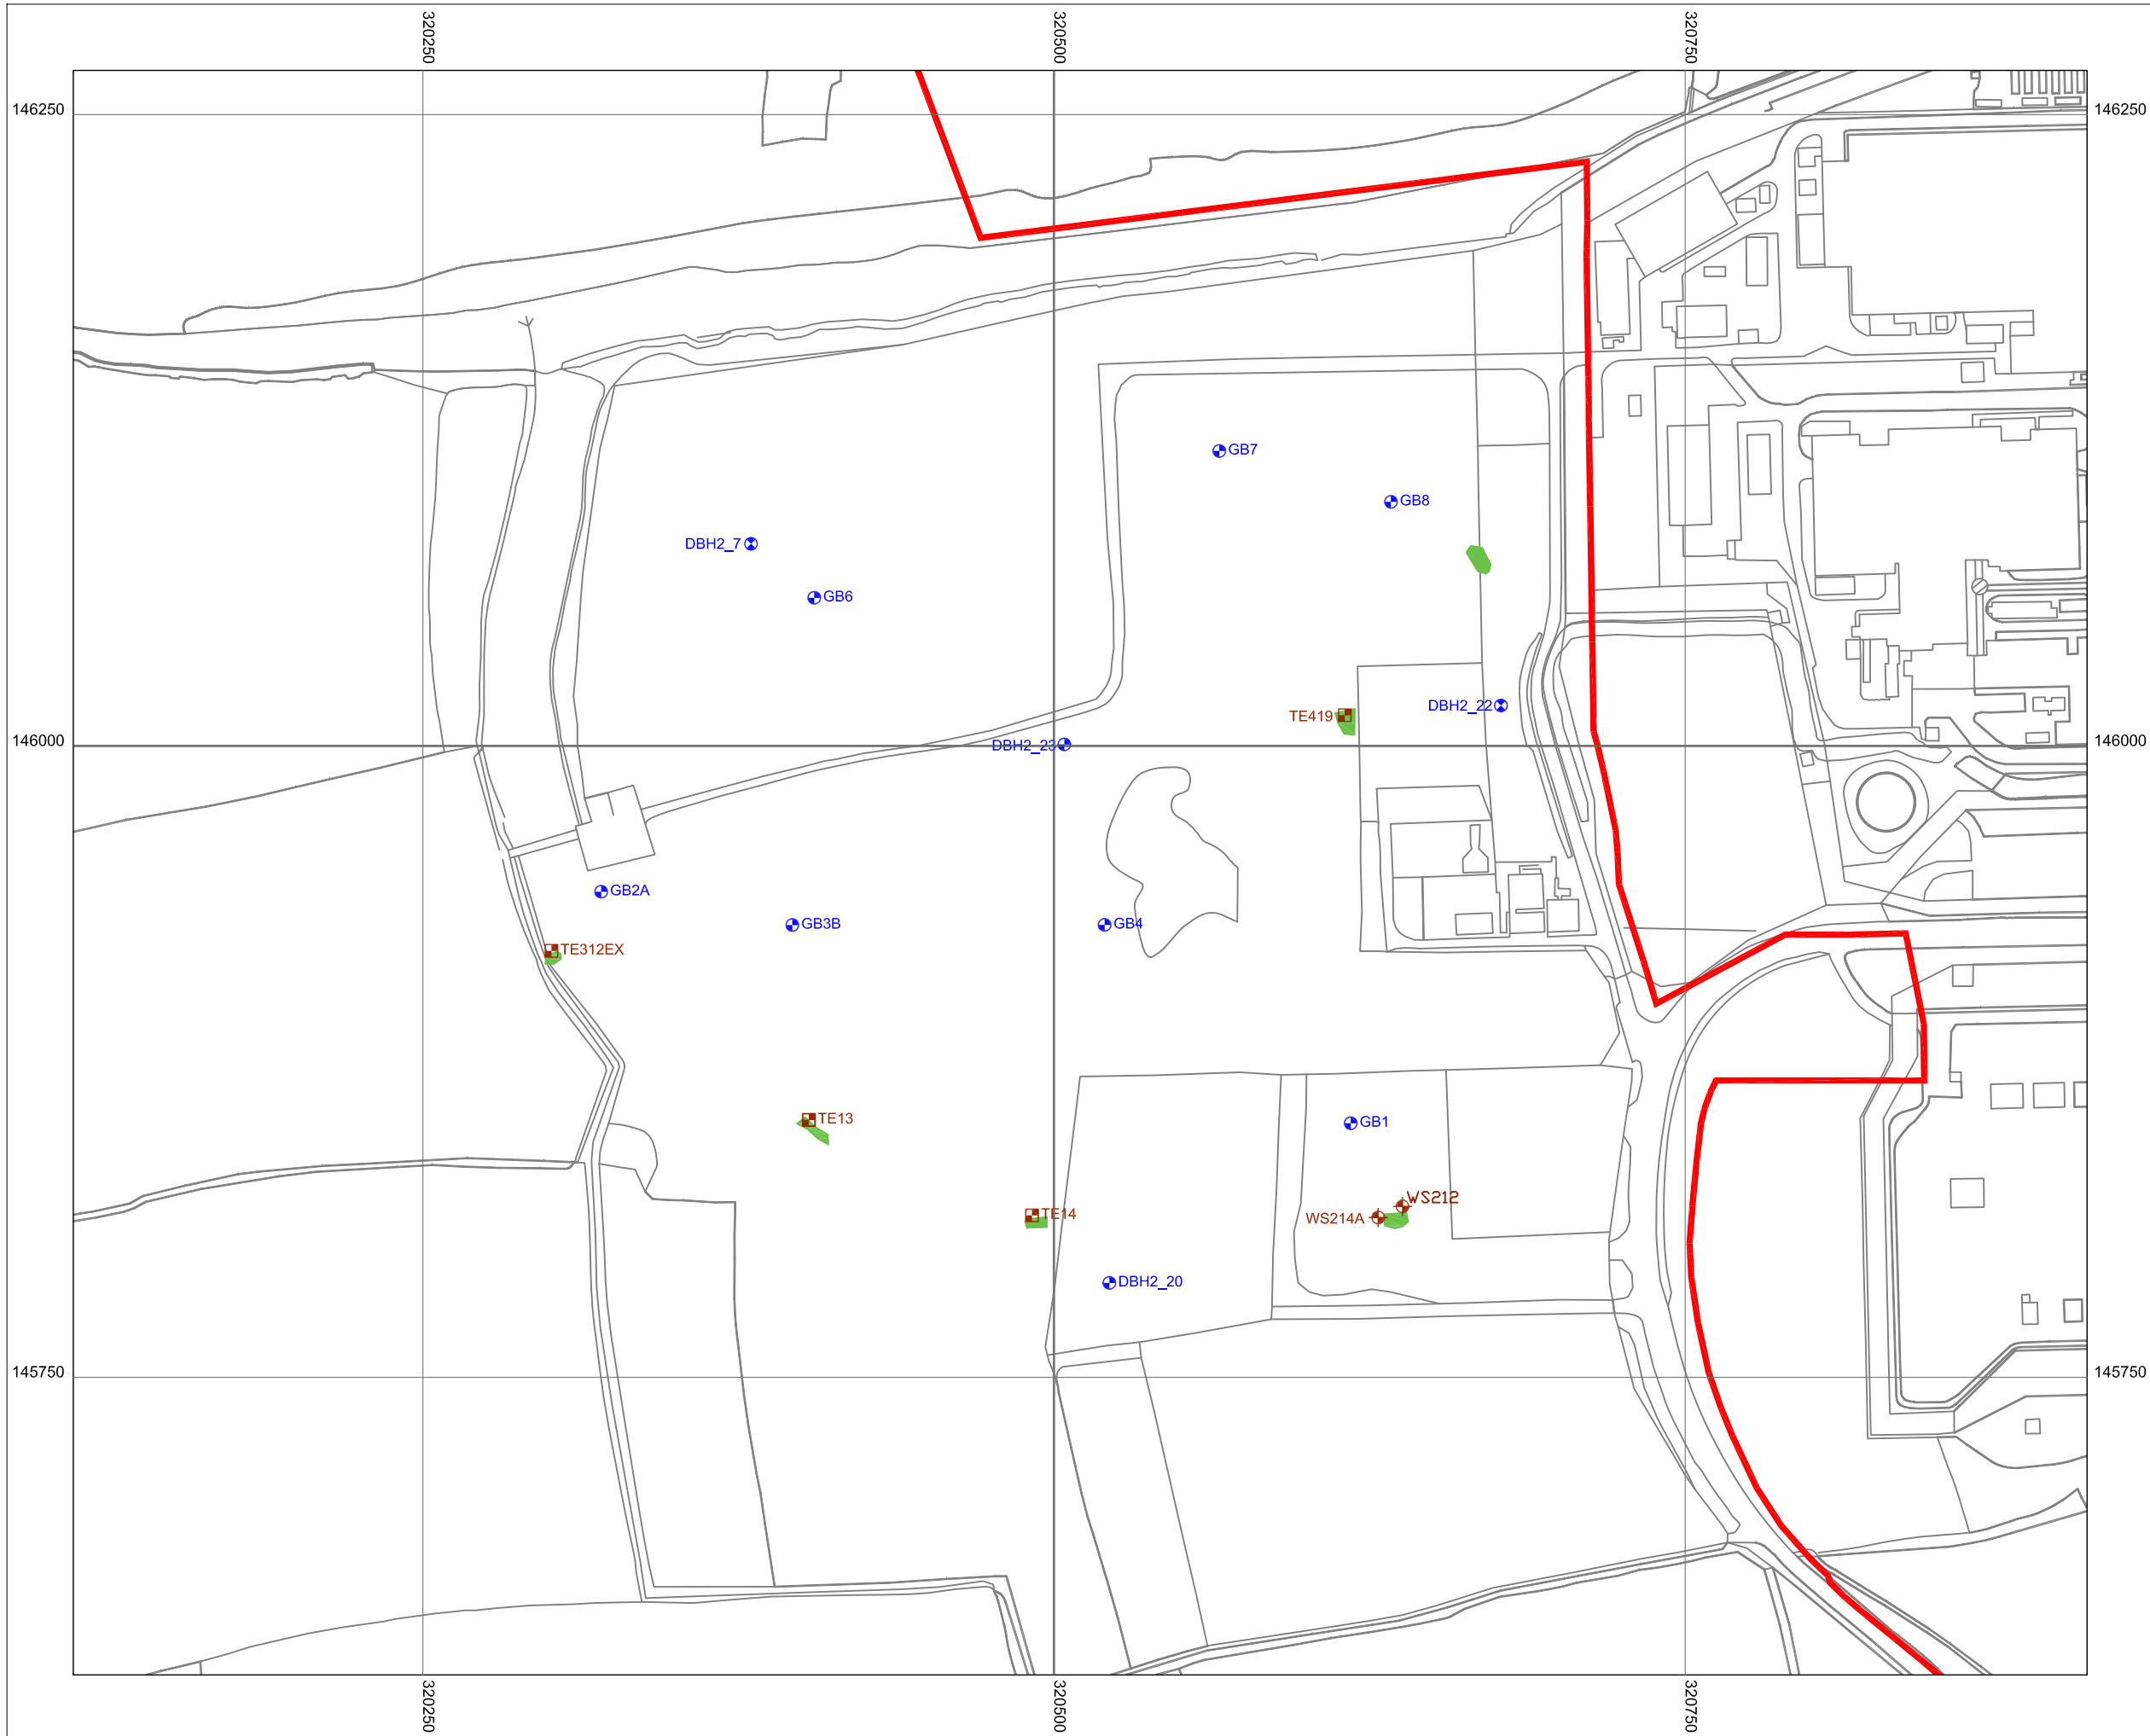 320250
320500
320750
146250
146250
GB7
GB8
DBH2_7
GB6
DBH2_22
TE419
146000
DBH2_23
146000
GB2A
GB3B
GB4
TE312EX
TE13
GB1
WS212
TE14
WS214A
DBH2_20
145750
145750
320250
320500
320750